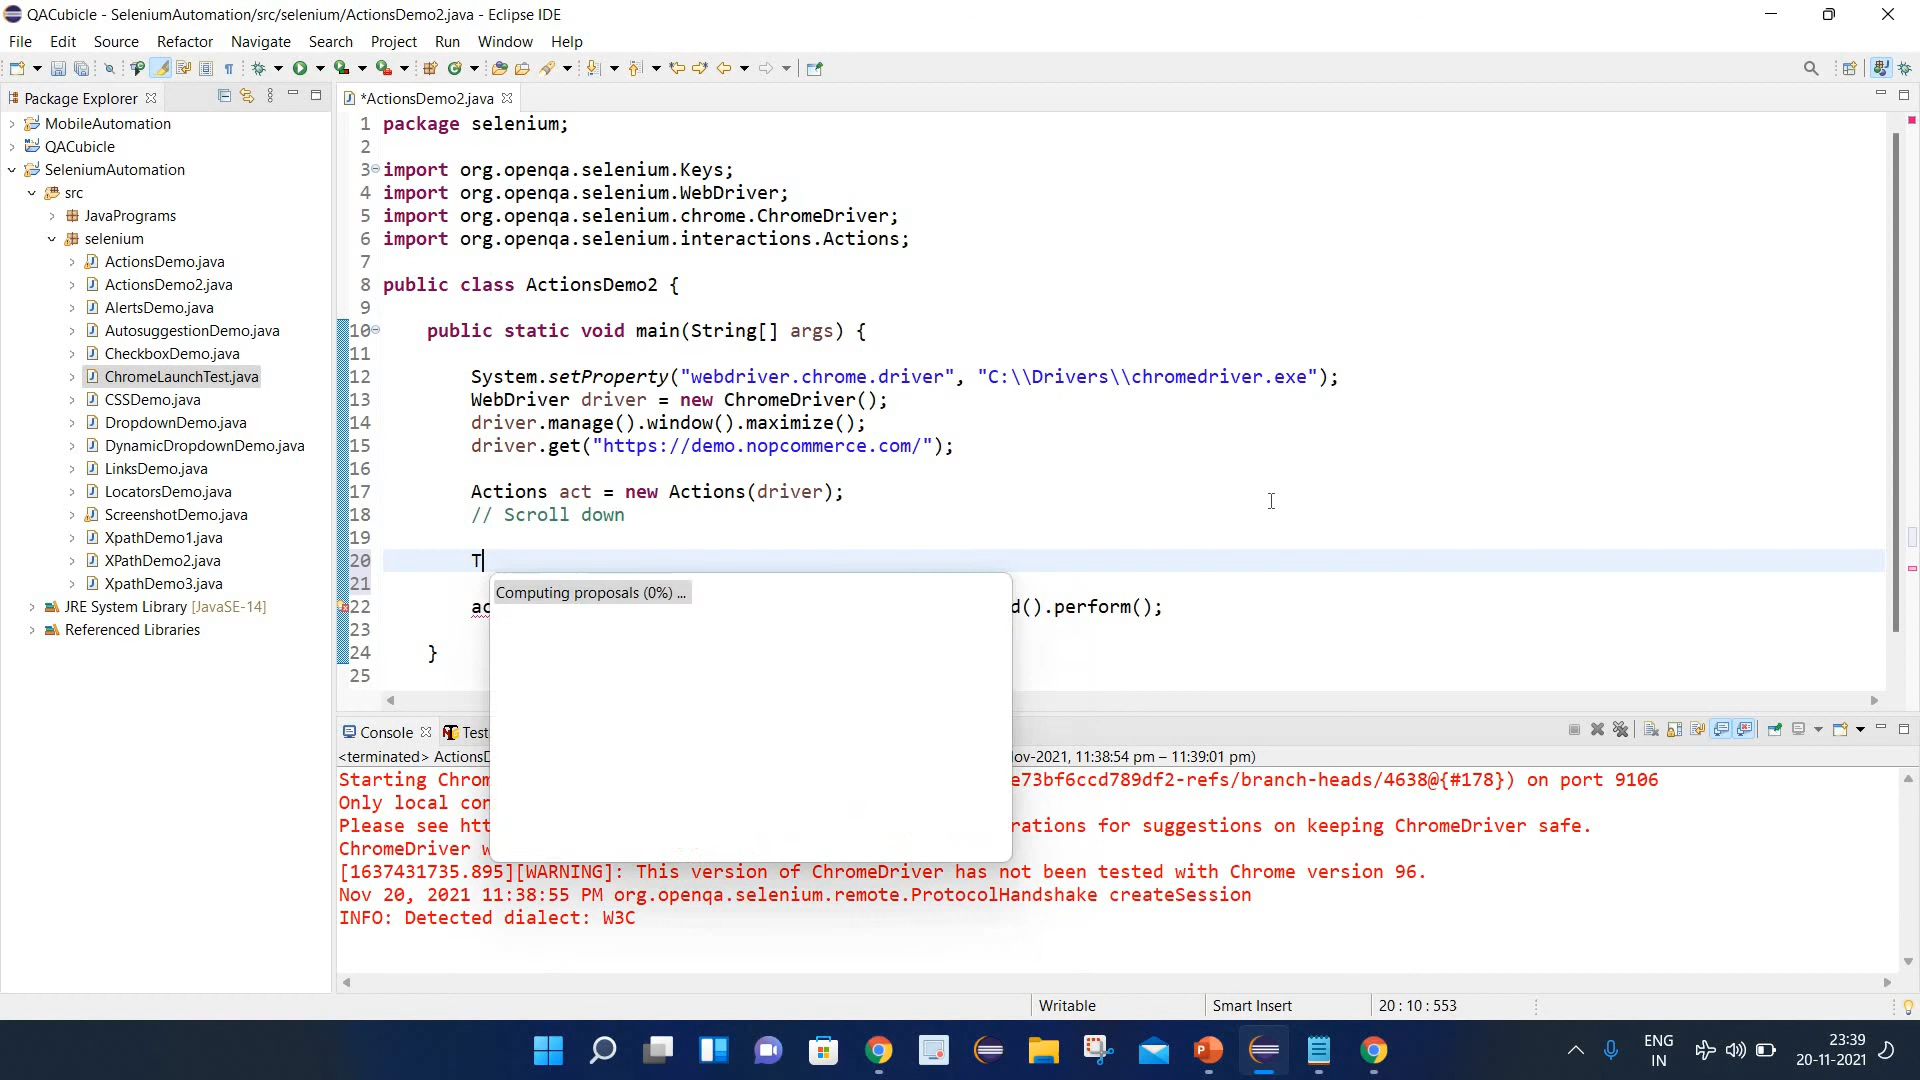 QACubicle - SeleniumAutomation/src/selenium/ActionsDemo2.java - Eclipse IDE
File Edit Source Refactor Navigate Search Project Run Window Help
Package Explorer
*ActionsDemo2.java
MobileAutomation
QACubicle
SeleniumAutomation
src
JavaPrograms
selenium
ActionsDemo.java
ActionsDemo2.java
AlertsDemo.java
AutosuggestionDemo.java
CheckboxDemo.java
ChromeLaunchTest.java
CSSDemo.java
DropdownDemo.java
DynamicDropdownDemo.java
LinksDemo.java
LocatorsDemo.java
ScreenshotDemo.java
XpathDemo1.java
XPathDemo2.java
XpathDemo3.java
JRE System Library [JavaSE-14]
Referenced Libraries
1 package selenium;
2
3 import org.openqa.selenium.Keys;
4 import org.openqa.selenium.WebDriver;
5 import org.openqa.selenium.chrome.ChromeDriver;
6 import org.openqa.selenium.interactions.Actions;
7
8 public class ActionsDemo2 {
9
10 public static void main(String[] args) {
11
12 System.setProperty("webdriver.chrome.driver", "C:\\Drivers\\chromedriver.exe");
13 WebDriver driver = new ChromeDriver();
14 driver.manage().window().maximize();
15 driver.get("https://demo.nopcommerce.com/");
16
17 Actions act = new Actions(driver);
18 // Scroll down
19
20 T
21
22 ac d().perform();
23
24 }
25
Computing proposals (0%) ...
Console Test
<terminated> ActionsD ov-2021, 11:38:54 pm – 11:39:01 pm)
Starting Chrom e73bf6ccd789df2-refs/branch-heads/4638@{#178}) on port 9106
Only local con
Please see htt rations for suggestions on keeping ChromeDriver safe.
ChromeDriver w
[1637431735.895][WARNING]: This version of ChromeDriver has not been tested with Chrome version 96.
Nov 20, 2021 11:38:55 PM org.openqa.selenium.remote.ProtocolHandshake createSession
INFO: Detected dialect: W3C
Writable Smart Insert 20 : 10 : 553
ENG
IN
23:39
20-11-2021